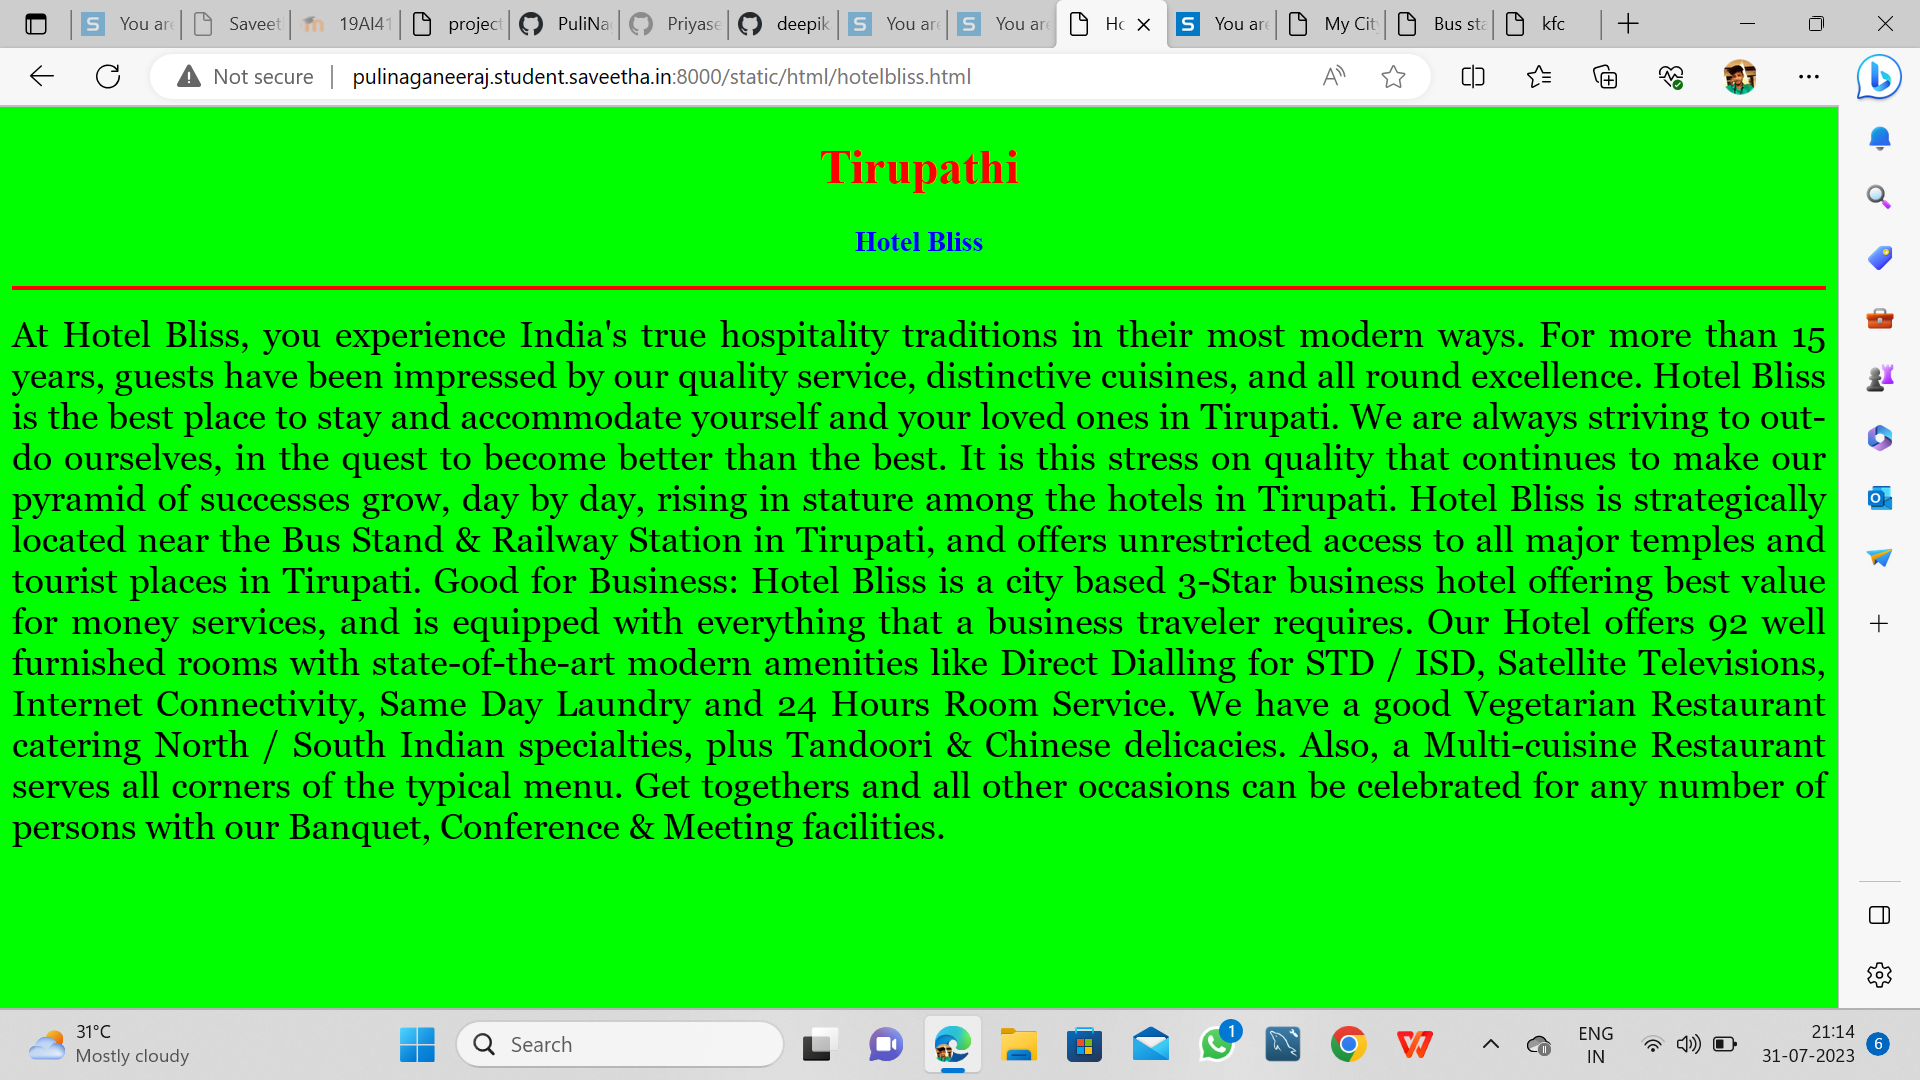 You are
Saveet
19AI41
project
PuliNa
Priyase
deepik
You are
You are
Ho
You are
My City
Bus sta
kfc
Not secure
pulinaganeeraj.student.saveetha.in:8000/static/html/hotelbliss.html
Tirupathi
Hotel Bliss
At Hotel Bliss, you experience India's true hospitality traditions in their most modern ways. For more than 15
years, guests have been impressed by our quality service, distinctive cuisines, and all round excellence. Hotel Bliss
is the best place to stay and accommodate yourself and your loved ones in Tirupati. We are always striving to out-
do ourselves, in the quest to become better than the best. It is this stress on quality that continues to make our
pyramid of successes grow, day by day, rising in stature among the hotels in Tirupati. Hotel Bliss is strategically
located near the Bus Stand & Railway Station in Tirupati, and offers unrestricted access to all major temples and
tourist places in Tirupati. Good for Business: Hotel Bliss is a city based 3-Star business hotel offering best value
for money services, and is equipped with everything that a business traveler requires. Our Hotel offers 92 well
furnished rooms with state-of-the-art modern amenities like Direct Dialling for STD / ISD, Satellite Televisions,
Internet Connectivity, Same Day Laundry and 24 Hours Room Service. We have a good Vegetarian Restaurant
catering North / South Indian specialties, plus Tandoori & Chinese delicacies. Also, a Multi-cuisine Restaurant
serves all corners of the typical menu. Get togethers and all other occasions can be celebrated for any number of
persons with our Banquet, Conference & Meeting facilities.
31°C
Mostly cloudy
Search
1
ENG
IN
21:14
31-07-2023
6